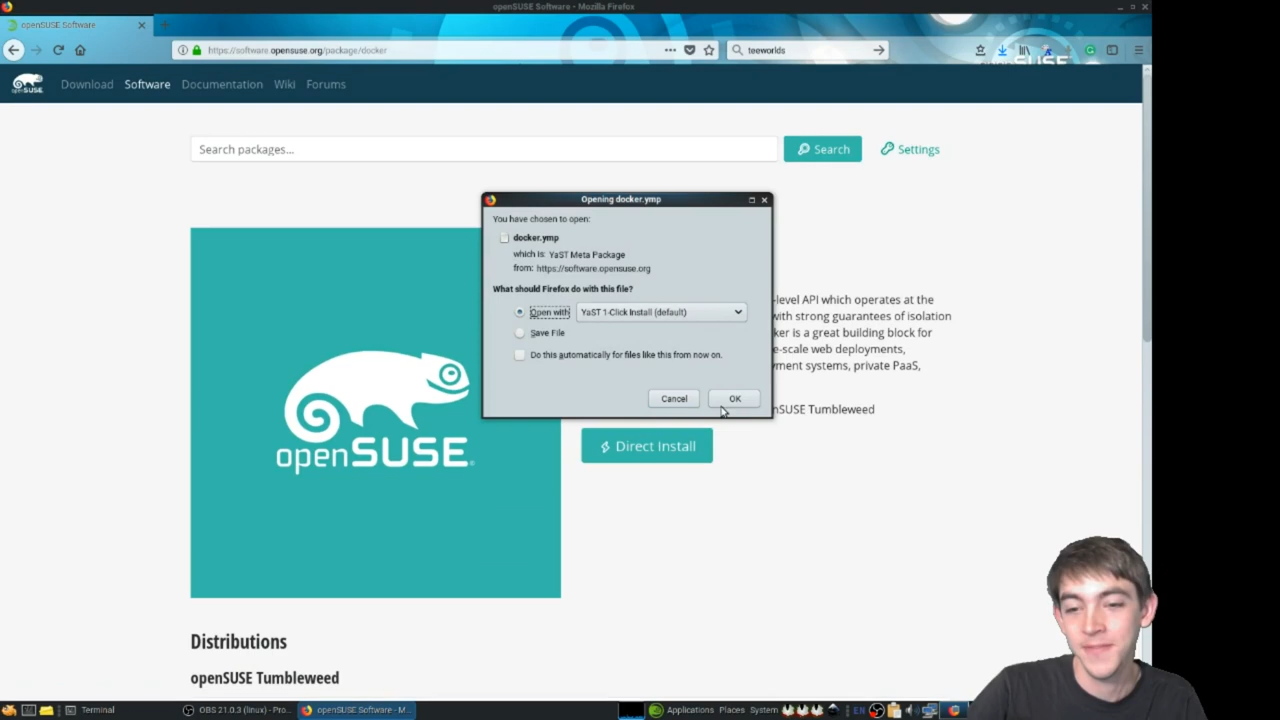 openSUSE Software - Mozilla Firefox
openSUSE Software
https://software.opensuse.org/package/docker
teeworlds
openSUSE
Download Software Documentation Wiki Forums
Search packages...
Search
Settings
Opening docker.ymp
You have chosen to open:
docker.ymp
which is: YaST Meta Package
from: https://software.opensuse.org
What should Firefox do with this file?
Open with
YaST 1-Click Install (default)
Save File
Do this automatically for files like this from now on.
Cancel
OK
-level API which operates at the
with strong guarantees of isolation
ker is a great building block for
e-scale web deployments,
yment systems, private PaaS,
nSUSE Tumbleweed
Direct Install
openSUSE
Distributions
openSUSE Tumbleweed
Terminal
OBS 21.0.3 (linux) - Pro...
openSUSE Software - M...
Applications Places System
EN